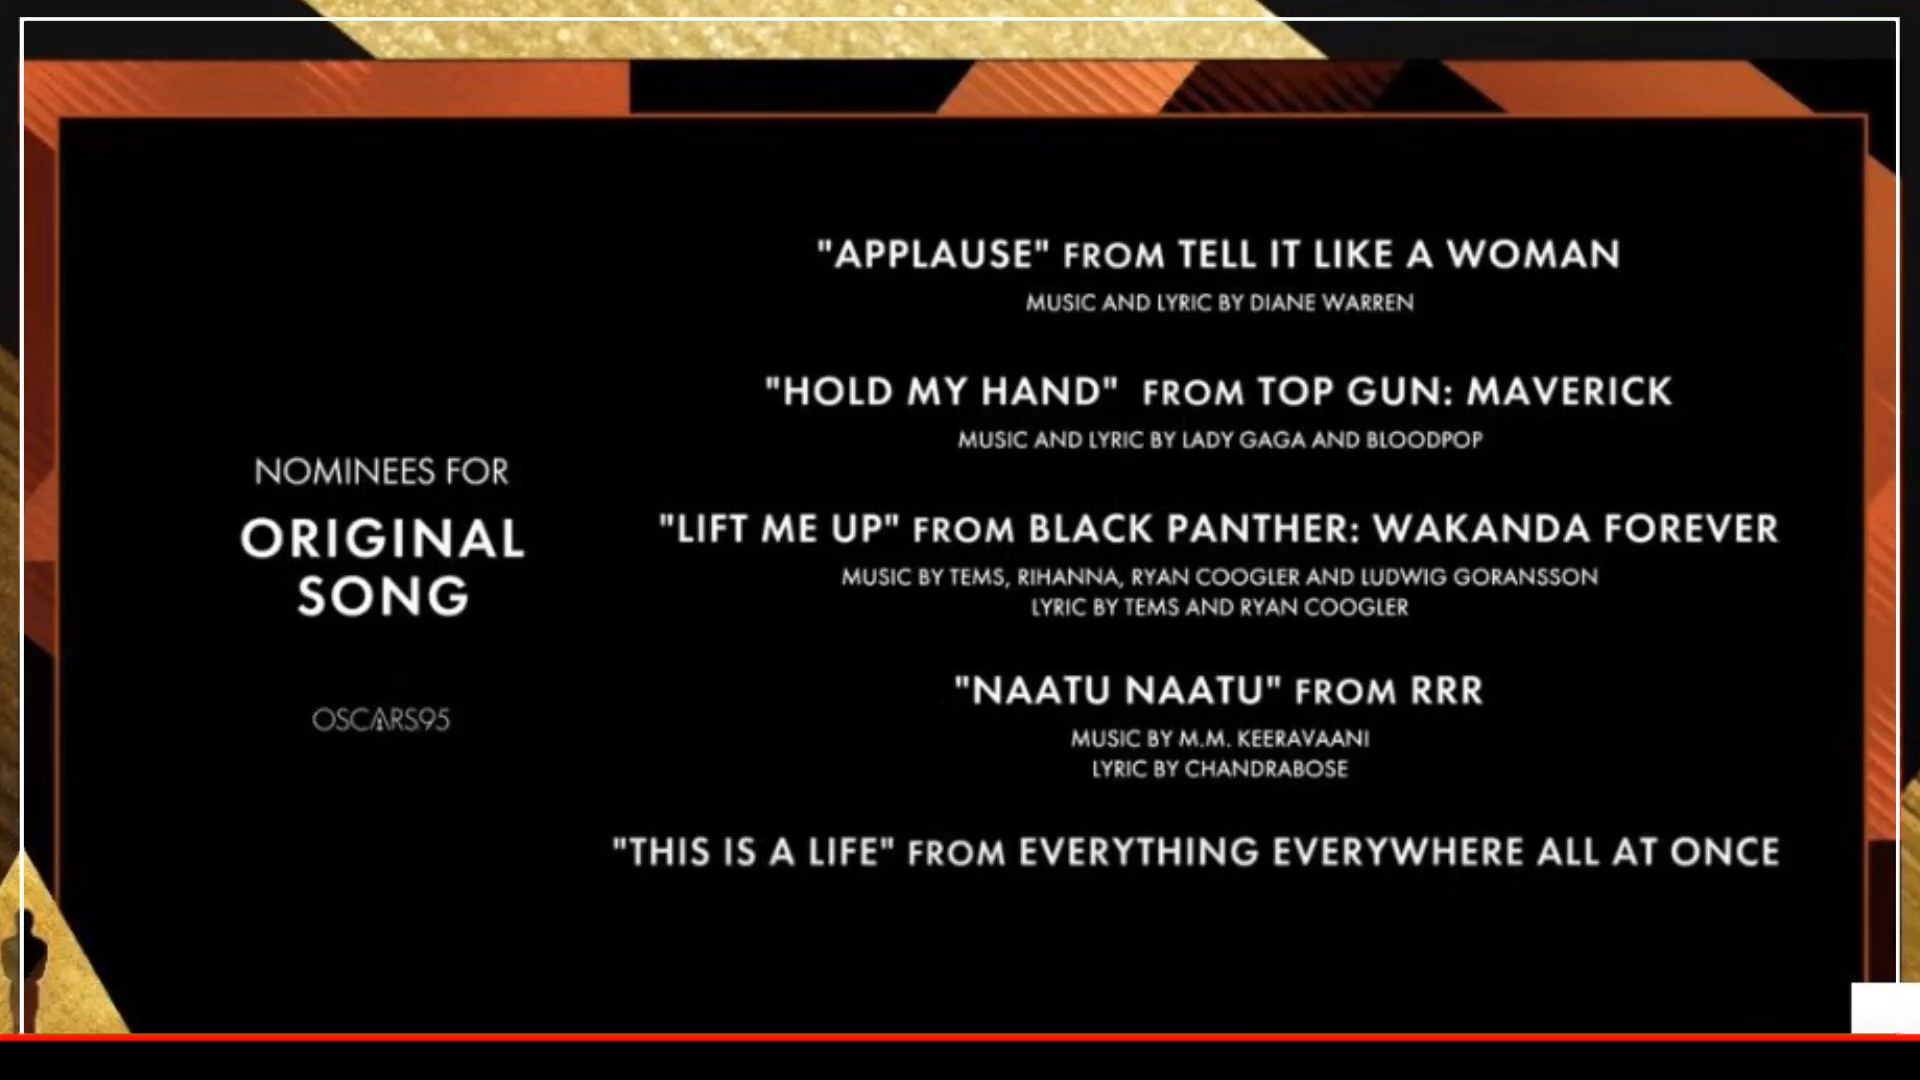 NOMINEES FOR
ORIGINAL
SONG
OSCARS95
"APPLAUSE" FROM TELL IT LIKE A WOMAN
MUSIC AND LYRIC BY DIANE WARREN
"HOLD MY HAND" FROM TOP GUN: MAVERICK
MUSIC AND LYRIC BY LADY GAGA AND BLOODPOP
"LIFT ME UP" FROM BLACK PANTHER: WAKANDA FOREVER
MUSIC BY TEMS, RIHANNA, RYAN COOGLER AND LUDWIG GORANSSON
LYRIC BY TEMS AND RYAN COOGLER
"NAATU NAATU" FROM RRR
MUSIC BY M.M. KEERAVAANI
LYRIC BY CHANDRABOSE
"THIS IS A LIFE" FROM EVERYTHING EVERYWHERE ALL AT ONCE